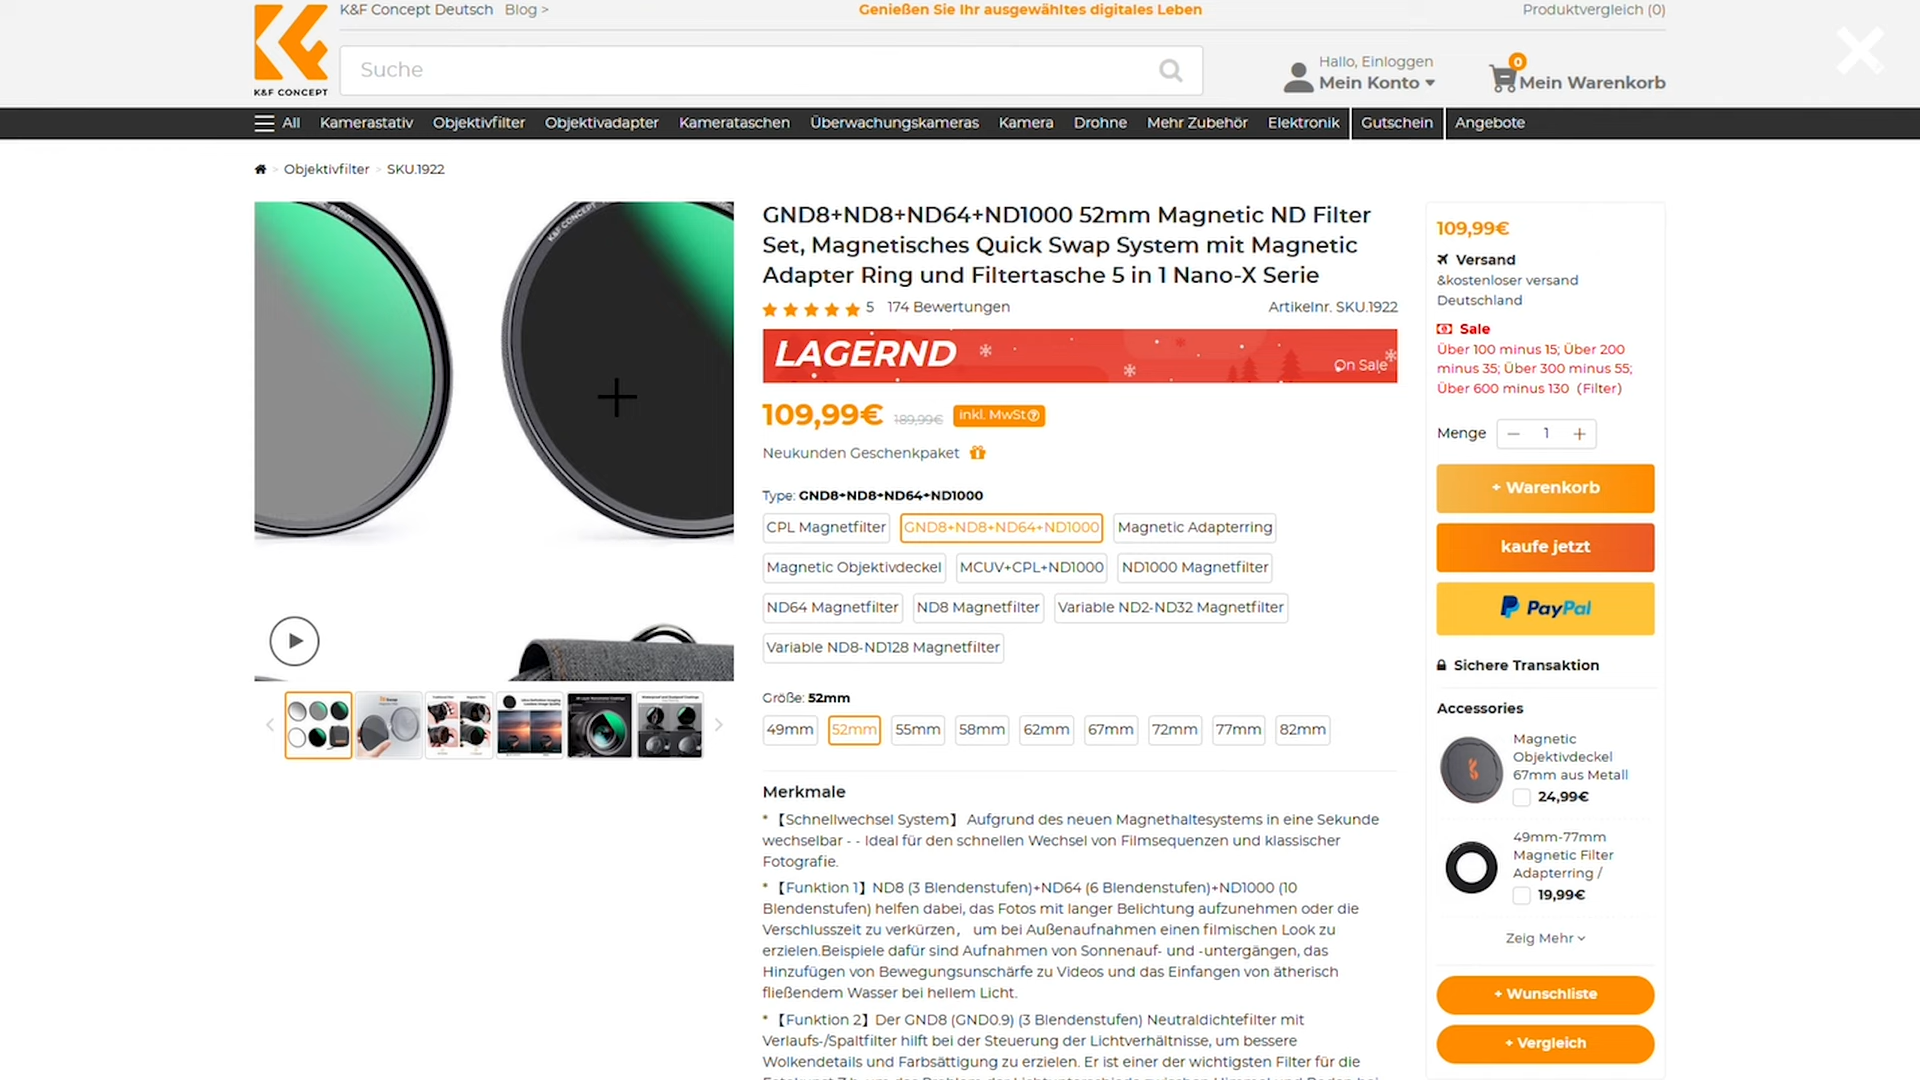 K&F Concept Deutsch Blog >
Genießen Sie Ihr ausgewähltes digitales Leben
Produktvergleich (0)
K&F CONCEPT
Suche
Hallo, Einloggen
Mein Konto
0
Mein Warenkorb
All Kamerastativ Objektivfilter Objektivadapter Kamerataschen Überwachungskameras Kamera Drohne Mehr Zubehör Elektronik Gutschein Angebote
> Objektivfilter > SKU.1922
K&F CONCEPT
GND8+ND8+ND64+ND1000 52mm Magnetic ND Filter
Set, Magnetisches Quick Swap System mit Magnetic
Adapter Ring und Filtertasche 5 in 1 Nano-X Serie
5 174 Bewertungen
Artikelnr. SKU.1922
LAGERND
On Sale
109,99€ 189,99€ inkl. MwSt
Neukunden Geschenkpaket
Type: GND8+ND8+ND64+ND1000
CPL Magnetfilter GND8+ND8+ND64+ND1000 Magnetic Adapterring
Magnetic Objektivdeckel MCUV+CPL+ND1000 ND1000 Magnetfilter
ND64 Magnetfilter ND8 Magnetfilter Variable ND2-ND32 Magnetfilter
Variable ND8-ND128 Magnetfilter
Größe: 52mm
49mm 52mm 55mm 58mm 62mm 67mm 72mm 77mm 82mm
Merkmale
* 【Schnellwechsel System】 Aufgrund des neuen Magnethaltesystems in eine Sekunde
wechselbar - - Ideal für den schnellen Wechsel von Filmsequenzen und klassischer
Fotografie.
* 【Funktion 1】ND8 (3 Blendenstufen)+ND64 (6 Blendenstufen)+ND1000 (10
Blendenstufen) helfen dabei, das Fotos mit langer Belichtung aufzunehmen oder die
Verschlusszeit zu verkürzen， um bei Außenaufnahmen einen filmischen Look zu
erzielen.Beispiele dafür sind Aufnahmen von Sonnenauf- und -untergängen, das
Hinzufügen von Bewegungsunschärfe zu Videos und das Einfangen von ätherisch
fließendem Wasser bei hellem Licht.
* 【Funktion 2】Der GND8 (GND0.9) (3 Blendenstufen) Neutraldichtefilter mit
Verlaufs-/Spaltfilter hilft bei der Steuerung der Lichtverhältnisse, um bessere
Wolkendetails und Farbsättigung zu erzielen. Er ist einer der wichtigsten Filter für die
109,99€
Versand
&kostenloser versand
Deutschland
Sale
Über 100 minus 15; Über 200
minus 35; Über 300 minus 55;
Über 600 minus 130 (Filter)
Menge − 1 +
+ Warenkorb
kaufe jetzt
PayPal
Sichere Transaktion
Accessories
Magnetic
Objektivdeckel
67mm aus Metall
24,99€
49mm-77mm
Magnetic Filter
Adapterring /
19,99€
Zeig Mehr
+ Wunschliste
+ Vergleich